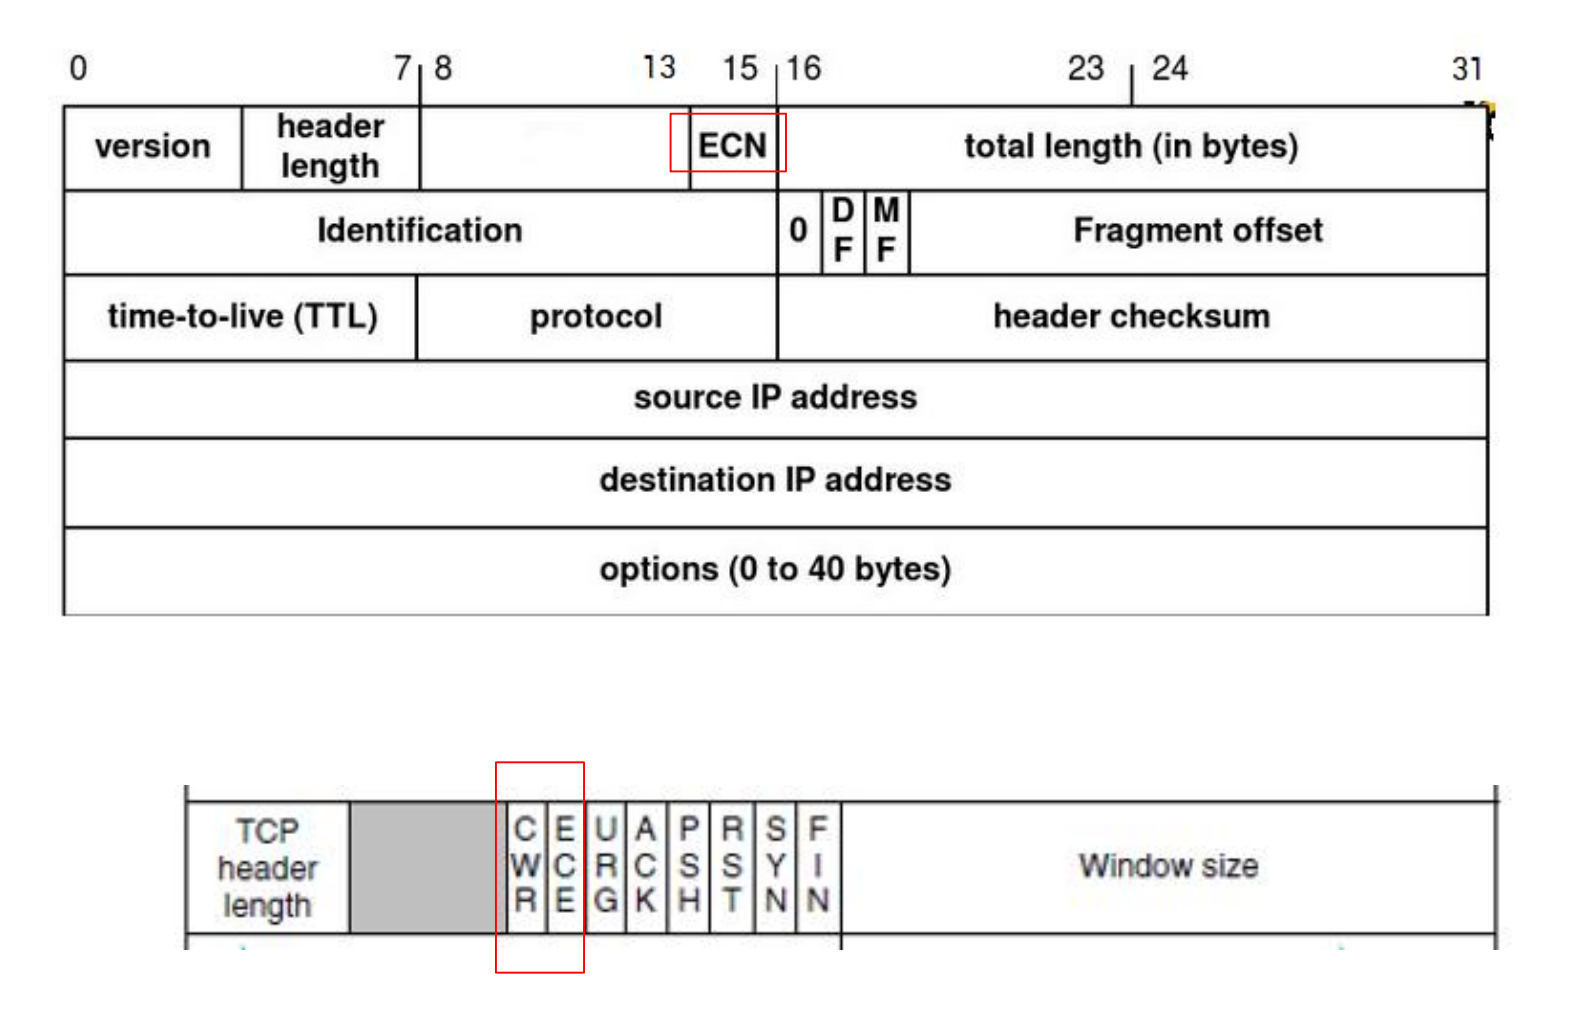 0 7 8 13 15 16 23 24 31
version header length ECN total length (in bytes)
Identification 0 DF MF Fragment offset
time-to-live (TTL) protocol header checksum
source IP address
destination IP address
options (0 to 40 bytes)
TCP header length CWR ECE URG ACK PSH RST SYN FIN Window size